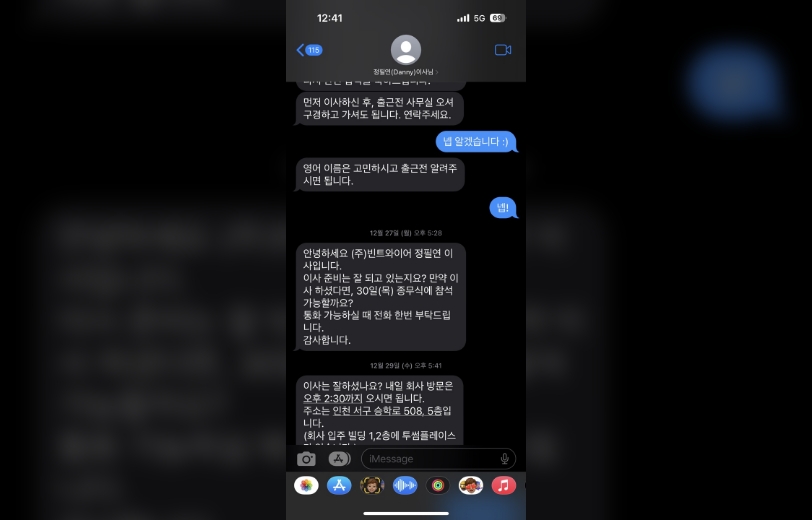 12:41
5G 69
115
정필연(Danny)이사님
먼저 이사하신 후, 출근전 사무실 오셔
구경하고 가셔도 됩니다. 연락주세요.
넵 알겠습니다 :)
영어 이름은 고민하시고 출근전 알려주
시면 됩니다.
넵!
12월 27일 (월) 오후 5:28
안녕하세요 (주)빈트와이어 정필연 이
사입니다.
이사 준비는 잘 되고 있는지요? 만약 이
사 하셨다면, 30일(목) 종무식에 참석
가능할까요?
통화 가능하실 때 전화 한번 부탁드립
니다.
감사합니다.
12월 29일 (수) 오후 5:41
이사는 잘하셨나요? 내일 회사 방문은
오후 2:30까지 오시면 됩니다.
주소는 인천 서구 승학로 508, 5층입
니다.
(회사 입주 빌딩 1,2층에 투썸플레이스
iMessage